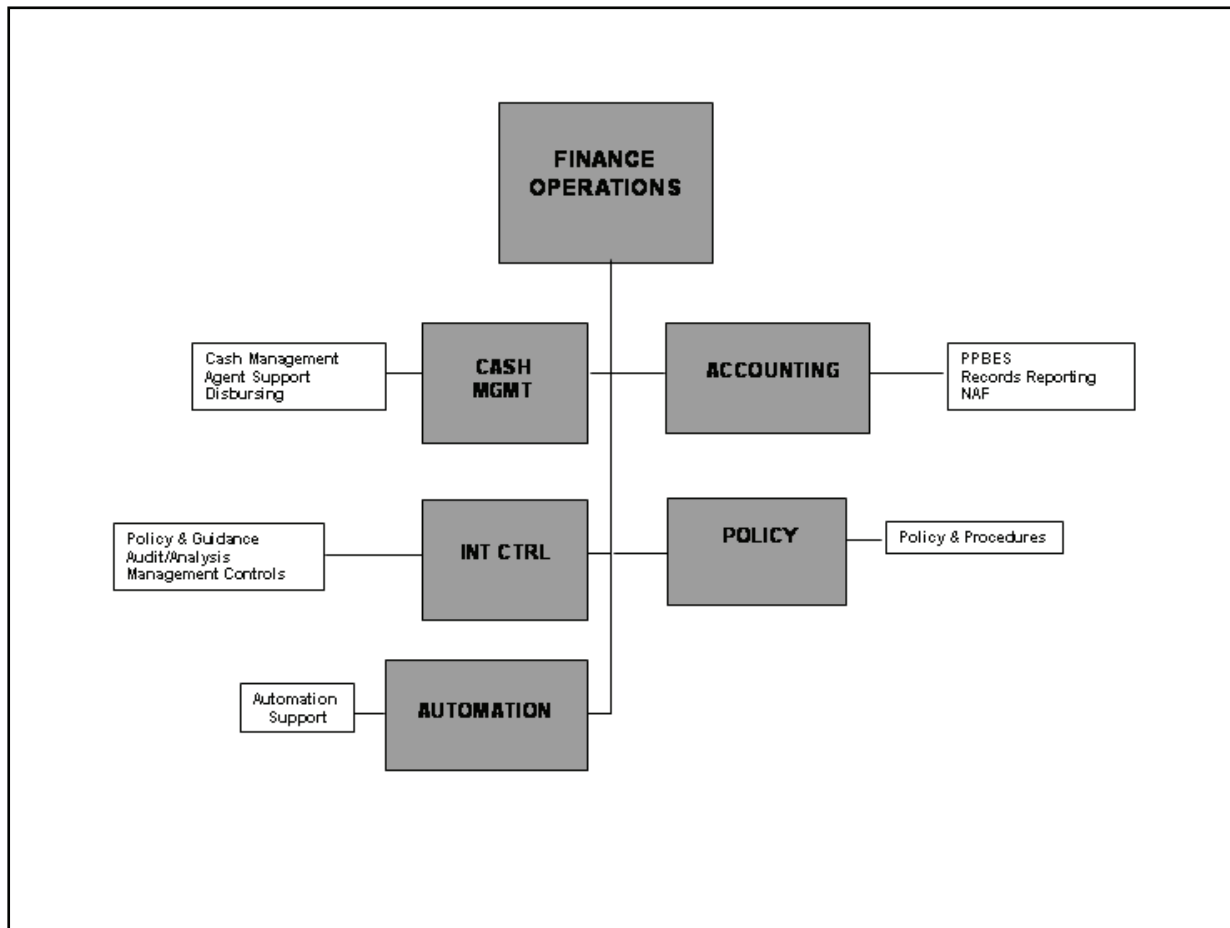 FINANCE
OPERATIONS
Cash Management
Agent Support
Disbursing
CASH
MGMT
ACCOUNTING
PPBES
Records Reporting
NAF
Policy & Guidance
Audit/Analysis
Management Controls
INT CTRL
POLICY
Policy & Procedures
Automation
Support
AUTOMATION